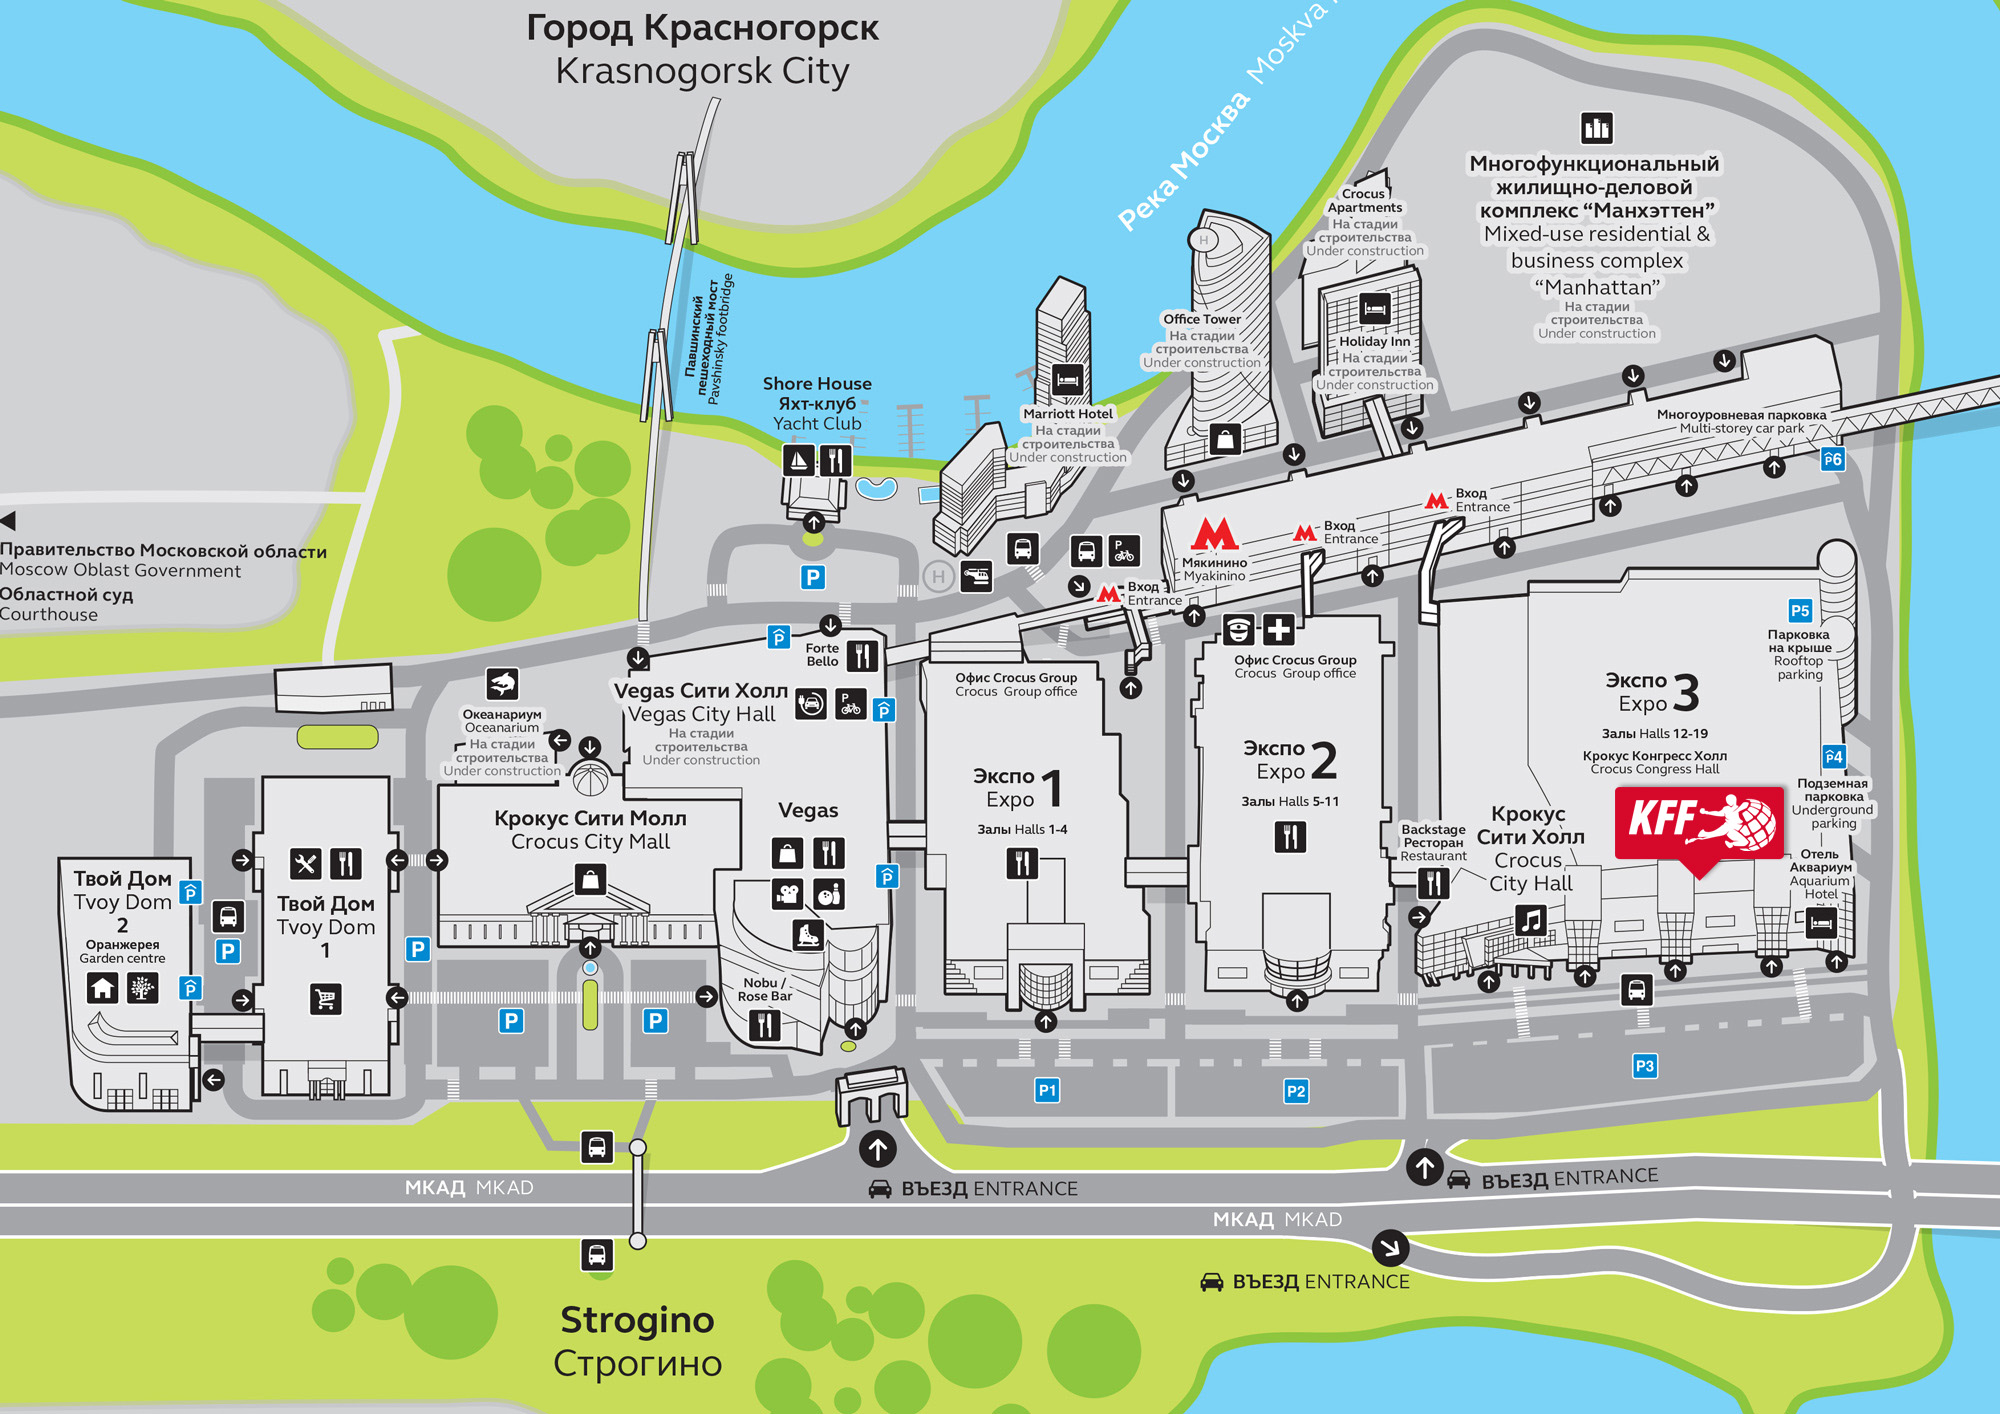 Город Красногорск
Krasnogorsk City
Река Москва Moskva
Многофункциональный
жилищно-деловой
комплекс “Манхэттен”
Mixed-use residential &
business complex
“Manhattan”
На стадии
строительства
Under construction
Crocus
Apartments
На стадии
строительства
Under construction
Павшинский
пешеходный мост
Pavshinsky footbridge
H
Office Tower
На стадии
строительства
Under construction
Holiday Inn
На стадии
строительства
Under construction
Shore House
Яхт-клуб
Yacht Club
Marriott Hotel
На стадии
строительства
Under construction
Многоуровневая парковка
Multi-storey car park
P6
Вход
Entrance
Вход
Entrance
Мякинино
Myakinino
Вход
Entrance
P
H
P
Правительство Московской области
Moscow Oblast Government
Областной суд
Courthouse
P
Forte
Bello
Офис Crocus Group
Crocus Group office
Офис Crocus Group
Crocus Group office
P5
Парковка
на крыше
Rooftop
parking
Экспо
Expo 3
Залы Halls 12-19
Крокус Конгресс Холл
Crocus Congress Hall
P4
Подземная
парковка
Underground
parking
Океанариум
Oceanarium
На стадии
строительства
Under construction
Vegas Сити Холл
Vegas City Hall
На стадии
строительства
Under construction
P
P
Экспо
Expo 1
Залы Halls 1-4
Экспо
Expo 2
Залы Halls 5-11
Крокус Сити Молл
Crocus City Mall
Vegas
P
Backstage
Ресторан
Restaurant
Крокус
Сити Холл
Crocus
City Hall
KFF
Отель
Аквариум
Aquarium
Hotel
Твой Дом
Tvoy Dom
2
Оранжерея
Garden centre
P
P
P
Твой Дом
Tvoy Dom
1
P
P
P
Nobu /
Rose Bar
P1
P2
P3
МКАД MKAD
ВЪЕЗД ENTRANCE
ВЪЕЗД ENTRANCE
МКАД MKAD
ВЪЕЗД ENTRANCE
Strogino
Строгино